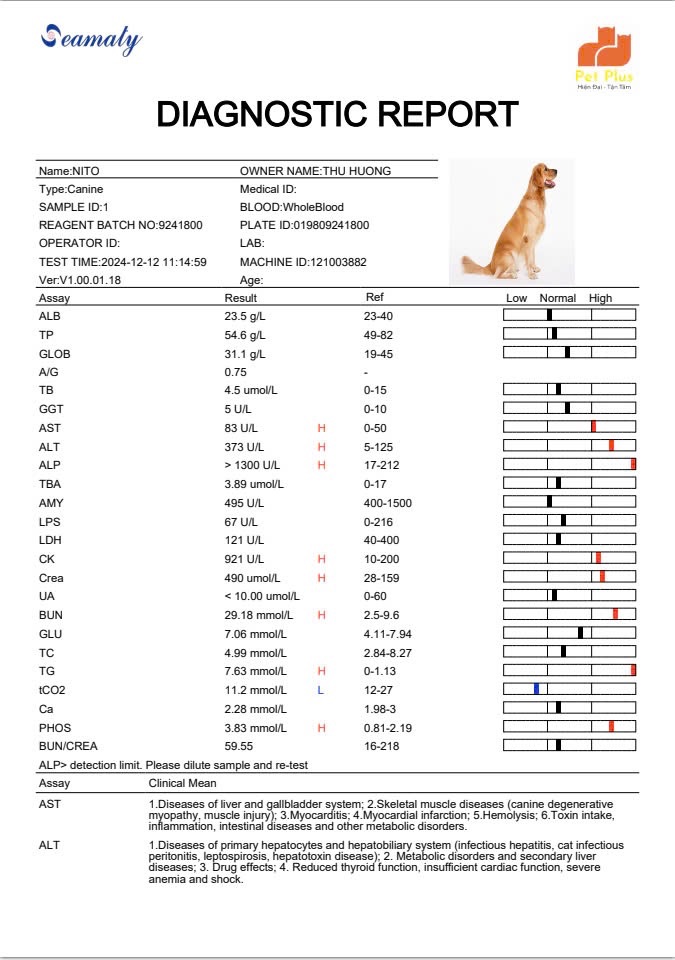 Seamaty
Pet Plus
Hiện Đại - Tận Tâm
DIAGNOSTIC REPORT
Name:NITO OWNER NAME:THU HUONG
Type:Canine Medical ID:
SAMPLE ID:1 BLOOD:WholeBlood
REAGENT BATCH NO:9241800 PLATE ID:019809241800
OPERATOR ID: LAB:
TEST TIME:2024-12-12 11:14:59 MACHINE ID:121003882
Ver:V1.00.01.18 Age:
Assay Result Ref Low Normal High
ALB 23.5 g/L 23-40
TP 54.6 g/L 49-82
GLOB 31.1 g/L 19-45
A/G 0.75 -
TB 4.5 umol/L 0-15
GGT 5 U/L 0-10
AST 83 U/L H 0-50
ALT 373 U/L H 5-125
ALP > 1300 U/L H 17-212
TBA 3.89 umol/L 0-17
AMY 495 U/L 400-1500
LPS 67 U/L 0-216
LDH 121 U/L 40-400
CK 921 U/L H 10-200
Crea 490 umol/L H 28-159
UA < 10.00 umol/L 0-60
BUN 29.18 mmol/L H 2.5-9.6
GLU 7.06 mmol/L 4.11-7.94
TC 4.99 mmol/L 2.84-8.27
TG 7.63 mmol/L H 0-1.13
tCO2 11.2 mmol/L L 12-27
Ca 2.28 mmol/L 1.98-3
PHOS 3.83 mmol/L H 0.81-2.19
BUN/CREA 59.55 16-218
ALP> detection limit. Please dilute sample and re-test
Assay Clinical Mean
AST 1.Diseases of liver and gallbladder system; 2.Skeletal muscle diseases (canine degenerative
myopathy, muscle injury); 3.Myocarditis; 4.Myocardial infarction; 5.Hemolysis; 6.Toxin intake,
inflammation, intestinal diseases and other metabolic disorders.
ALT 1.Diseases of primary hepatocytes and hepatobiliary system (infectious hepatitis, cat infectious
peritonitis, leptospirosis, hepatotoxin disease); 2. Metabolic disorders and secondary liver
diseases; 3. Drug effects; 4. Reduced thyroid function, insufficient cardiac function, severe
anemia and shock.